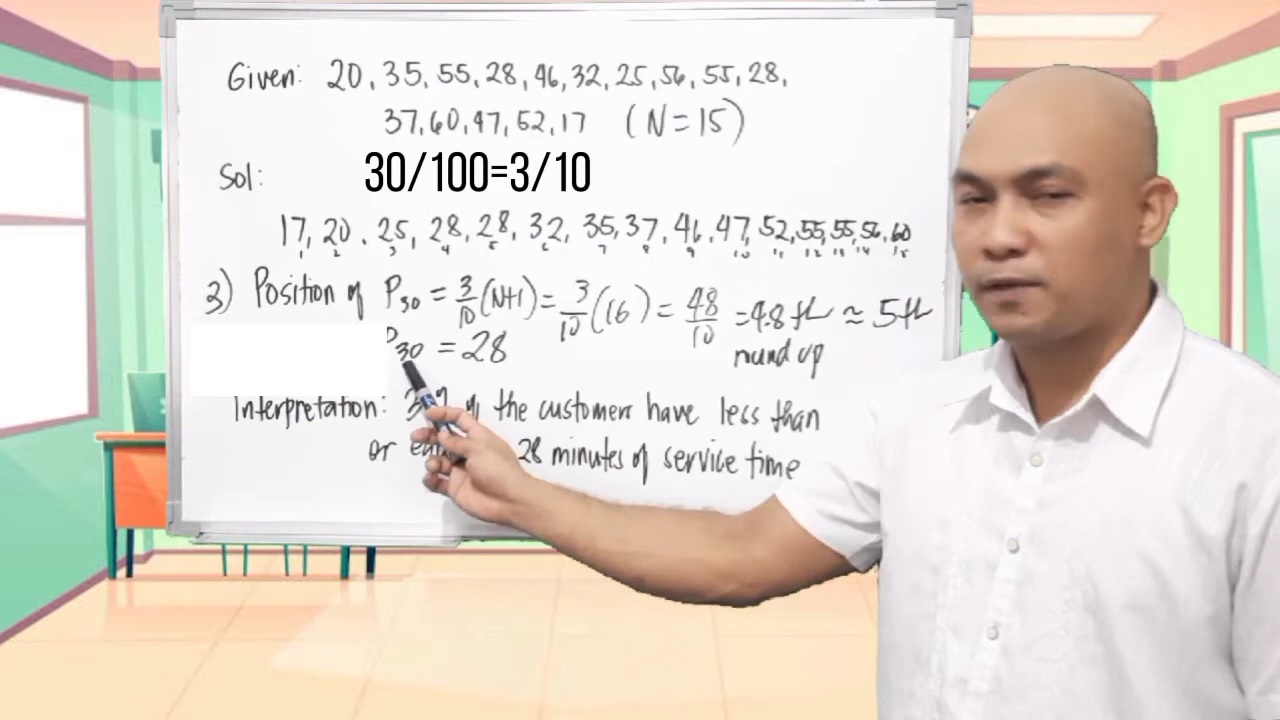 Given: 20, 35, 55, 28, 46, 32, 25, 56, 55, 28,
37, 60, 47, 52, 17 (N=15)
Sol: 30/100=3/10
17, 20, 25, 28, 28, 32, 35, 37, 46, 47, 52, 55, 55, 56, 60
1 2 3 4 5 6 7 8 9 10 11 12 13 14 15
3) Position of P30 = 3/10 (N+1) = 3/10 (16) = 48/10 = 4.8 th ≈ 5th
round up
P30 = 28
Interpretation: the customers have less than
or 28 minutes of service time